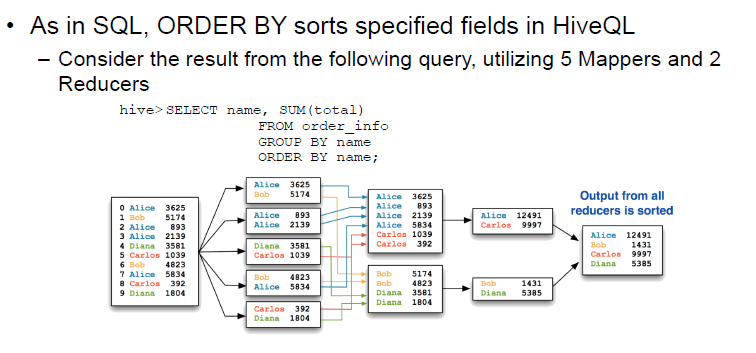 • As in SQL, ORDER BY sorts specified fields in HiveQL
– Consider the result from the following query, utilizing 5 Mappers and 2
Reducers
hive>SELECT name, SUM(total)
FROM order_info
GROUP BY name
ORDER BY name;
0 Alice 3625
1 Bob 5174
2 Alice 893
3 Alice 2139
4 Diana 3581
5 Carlos 1039
6 Bob 4823
7 Alice 5834
8 Carlos 392
9 Diana 1804
Alice 3625
Bob 5174
Alice 893
Alice 2139
Diana 3581
Carlos 1039
Bob 4823
Alice 5834
Carlos 392
Diana 1804
Alice 3625
Alice 893
Alice 2139
Alice 5834
Carlos 1039
Carlos 392
Bob 5174
Bob 4823
Diana 3581
Diana 1804
Alice 12491
Carlos 9997
Bob 1431
Diana 5385
Output from all
reducers is sorted
Alice 12491
Bob 1431
Carlos 9997
Diana 5385